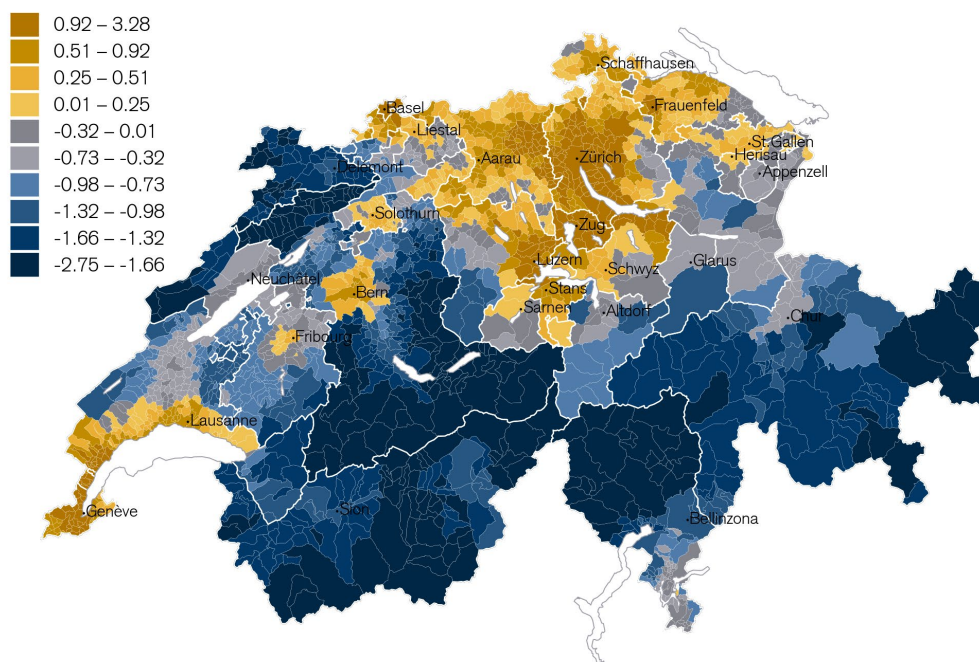 0.92 – 3.28
0.51 – 0.92
0.25 – 0.51
0.01 – 0.25
-0.32 – 0.01
-0.73 – -0.32
-0.98 – -0.73
-1.32 – -0.98
-1.66 – -1.32
-2.75 – -1.66
Schaffhausen
Basel
Frauenfeld
Liestal
St.Gallen
Herisau
Aarau
Zürich
Delémont
Appenzell
Solothurn
Zug
Luzern
Schwyz
Glarus
Neuchâtel
Stans
Bern
Sarnen
Altdorf
Chur
Fribourg
Lausanne
Sion
Genève
Bellinzona